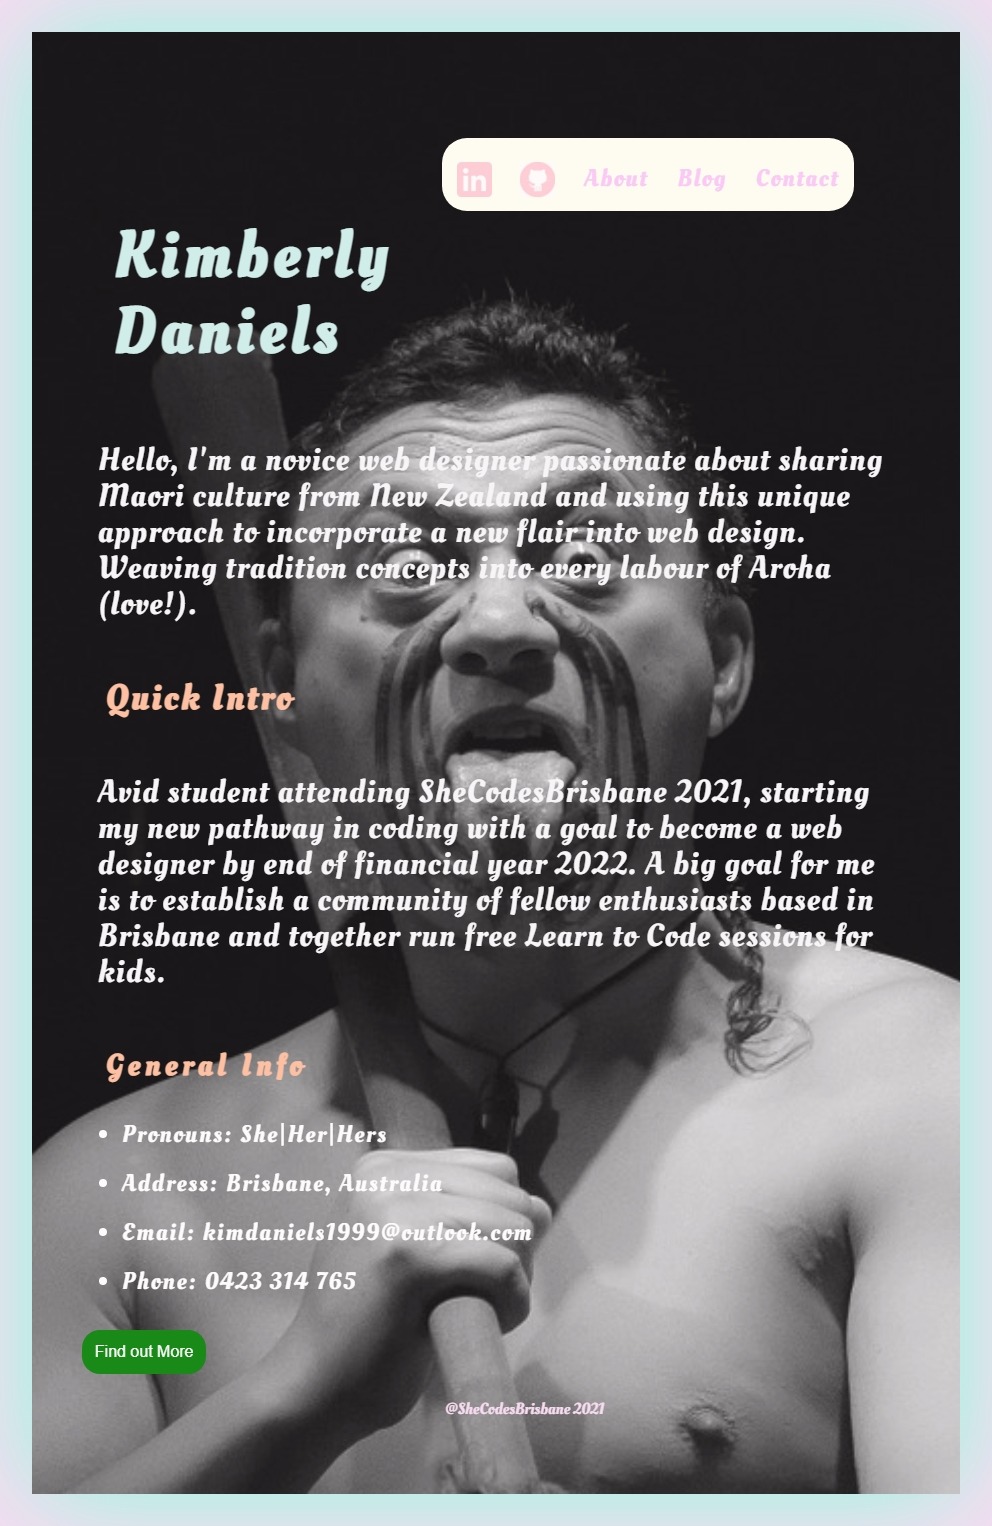 in About Blog Contact
Kimberly
Daniels
Hello, I'm a novice web designer passionate about sharing
Maori culture from New Zealand and using this unique
approach to incorporate a new flair into web design.
Weaving tradition concepts into every labour of Aroha
(love!).
Quick Intro
Avid student attending SheCodesBrisbane 2021, starting
my new pathway in coding with a goal to become a web
designer by end of financial year 2022. A big goal for me
is to establish a community of fellow enthusiasts based in
Brisbane and together run free Learn to Code sessions for
kids.
General Info
• Pronouns: She|Her|Hers
• Address: Brisbane, Australia
• Email: kimdaniels1999@outlook.com
• Phone: 0423 314 765
Find out More
@SheCodesBrisbane 2021